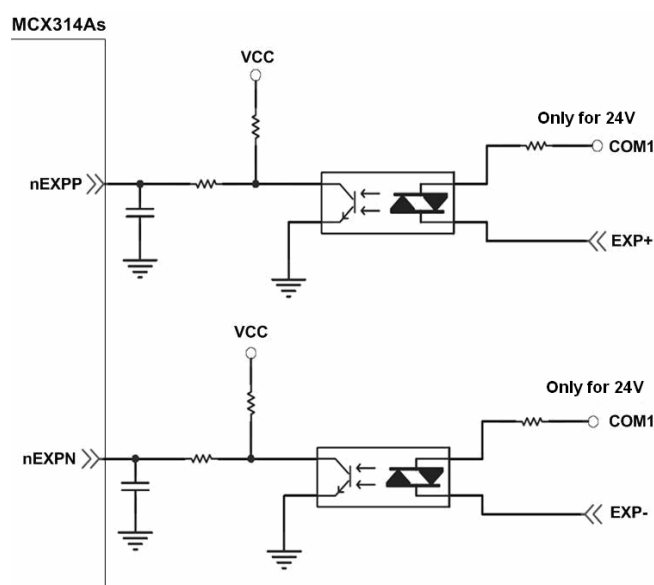 MCX314As
VCC
Only for 24V
COM1
nEXPP
EXP+
VCC
Only for 24V
COM1
nEXPN
EXP-